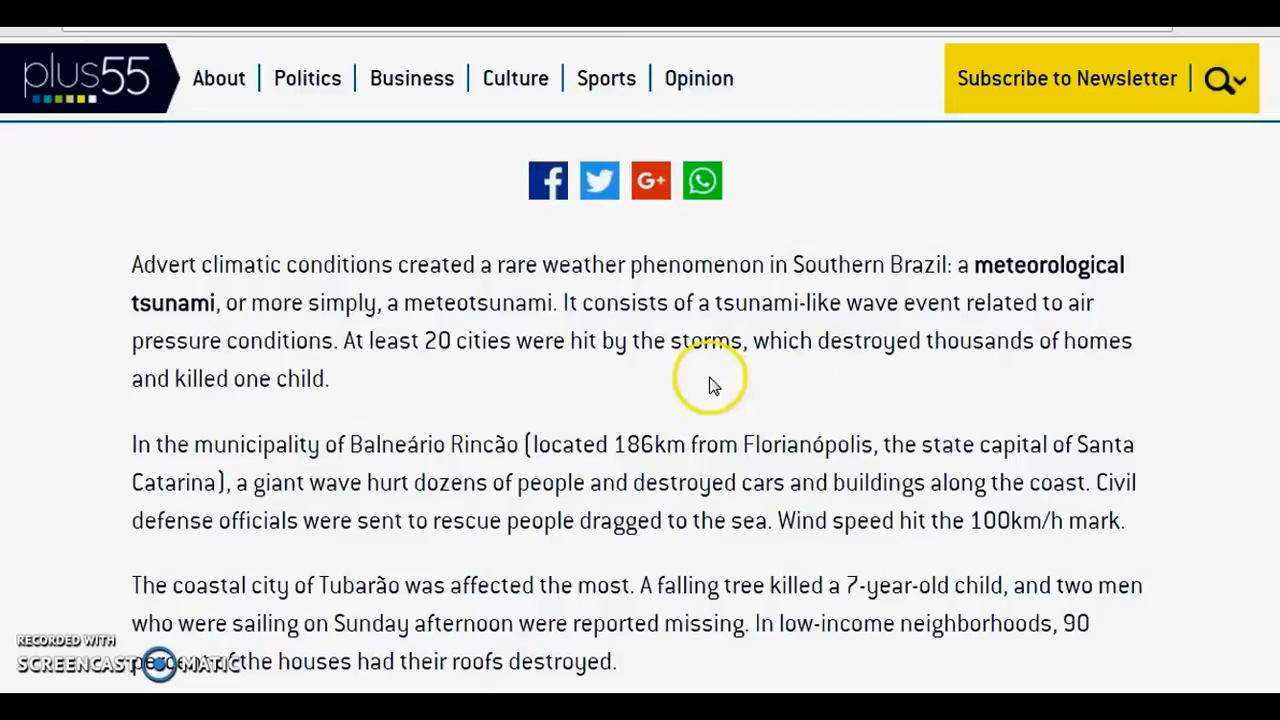 plus55
About
Politics
Business
Culture
Sports
Opinion
Subscribe to Newsletter
f
G+
Advert climatic conditions created a rare weather phenomenon in Southern Brazil: a meteorological
tsunami, or more simply, a meteotsunami. It consists of a tsunami-like wave event related to air
pressure conditions. At least 20 cities were hit by the storms, which destroyed thousands of homes
and killed one child.
In the municipality of Balneário Rincão (located 186km from Florianópolis, the state capital of Santa
Catarina), a giant wave hurt dozens of people and destroyed cars and buildings along the coast. Civil
defense officials were sent to rescue people dragged to the sea. Wind speed hit the 100km/h mark.
The coastal city of Tubarão was affected the most. A falling tree killed a 7-year-old child, and two men
who were sailing on Sunday afternoon were reported missing. In low-income neighborhoods, 90
the houses had their roofs destroyed.
RECORDED WITH
SCREENCAST MATIC